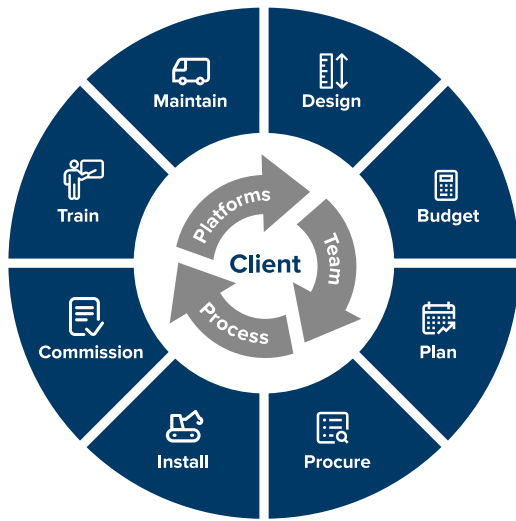 Maintain
Design
Train
Budget
Platforms
Team
Client
Process
Commission
Plan
Install
Procure